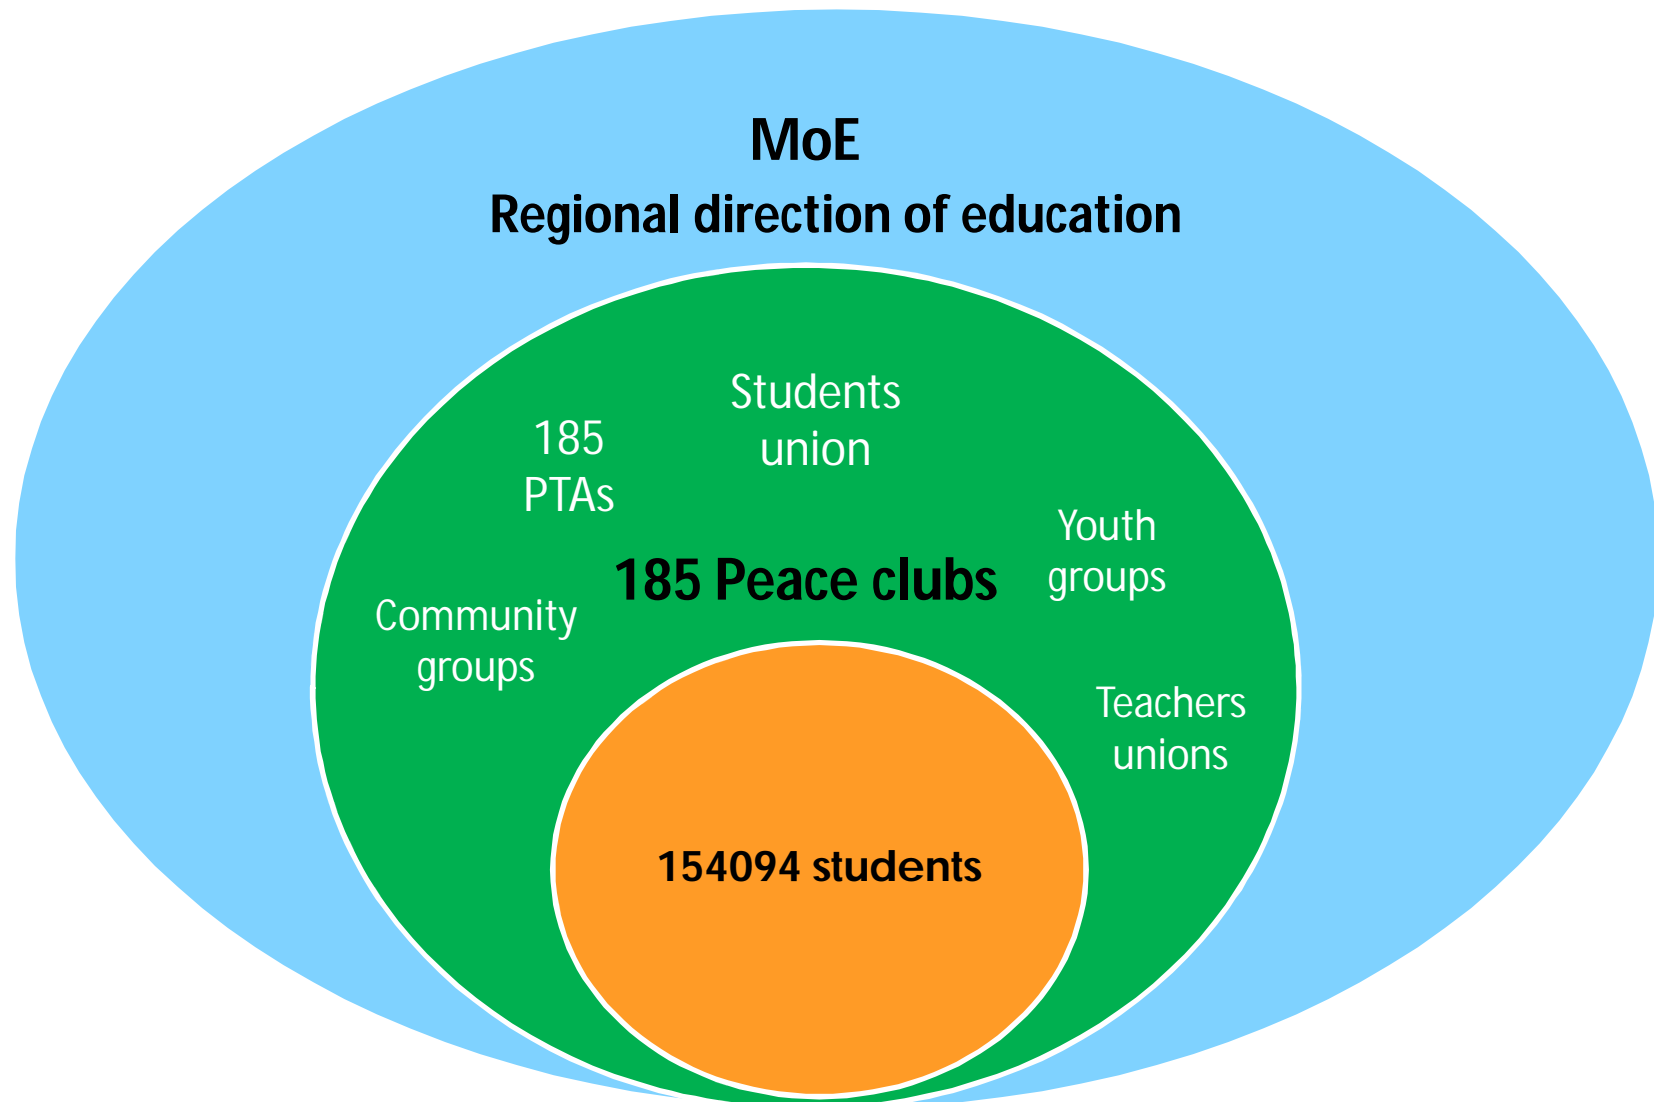 MoE
Regional direction of education
Students
union
185
PTAs
Youth
groups
185 Peace clubs
Community
groups
Teachers
unions
154094 students